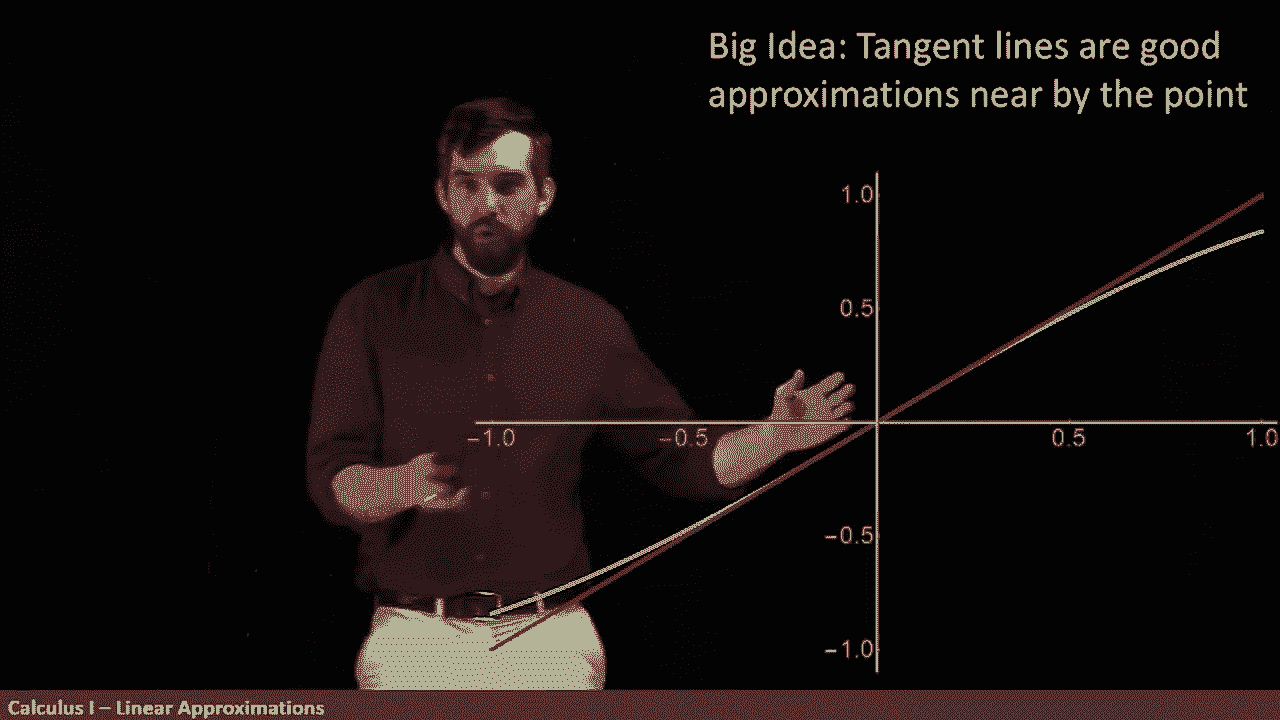 Big Idea: Tangent lines are good
approximations near by the point
1.0
0.5
−1.0
−0.5
0.5
1.0
−0.5
−1.0
Calculus I – Linear Approximations